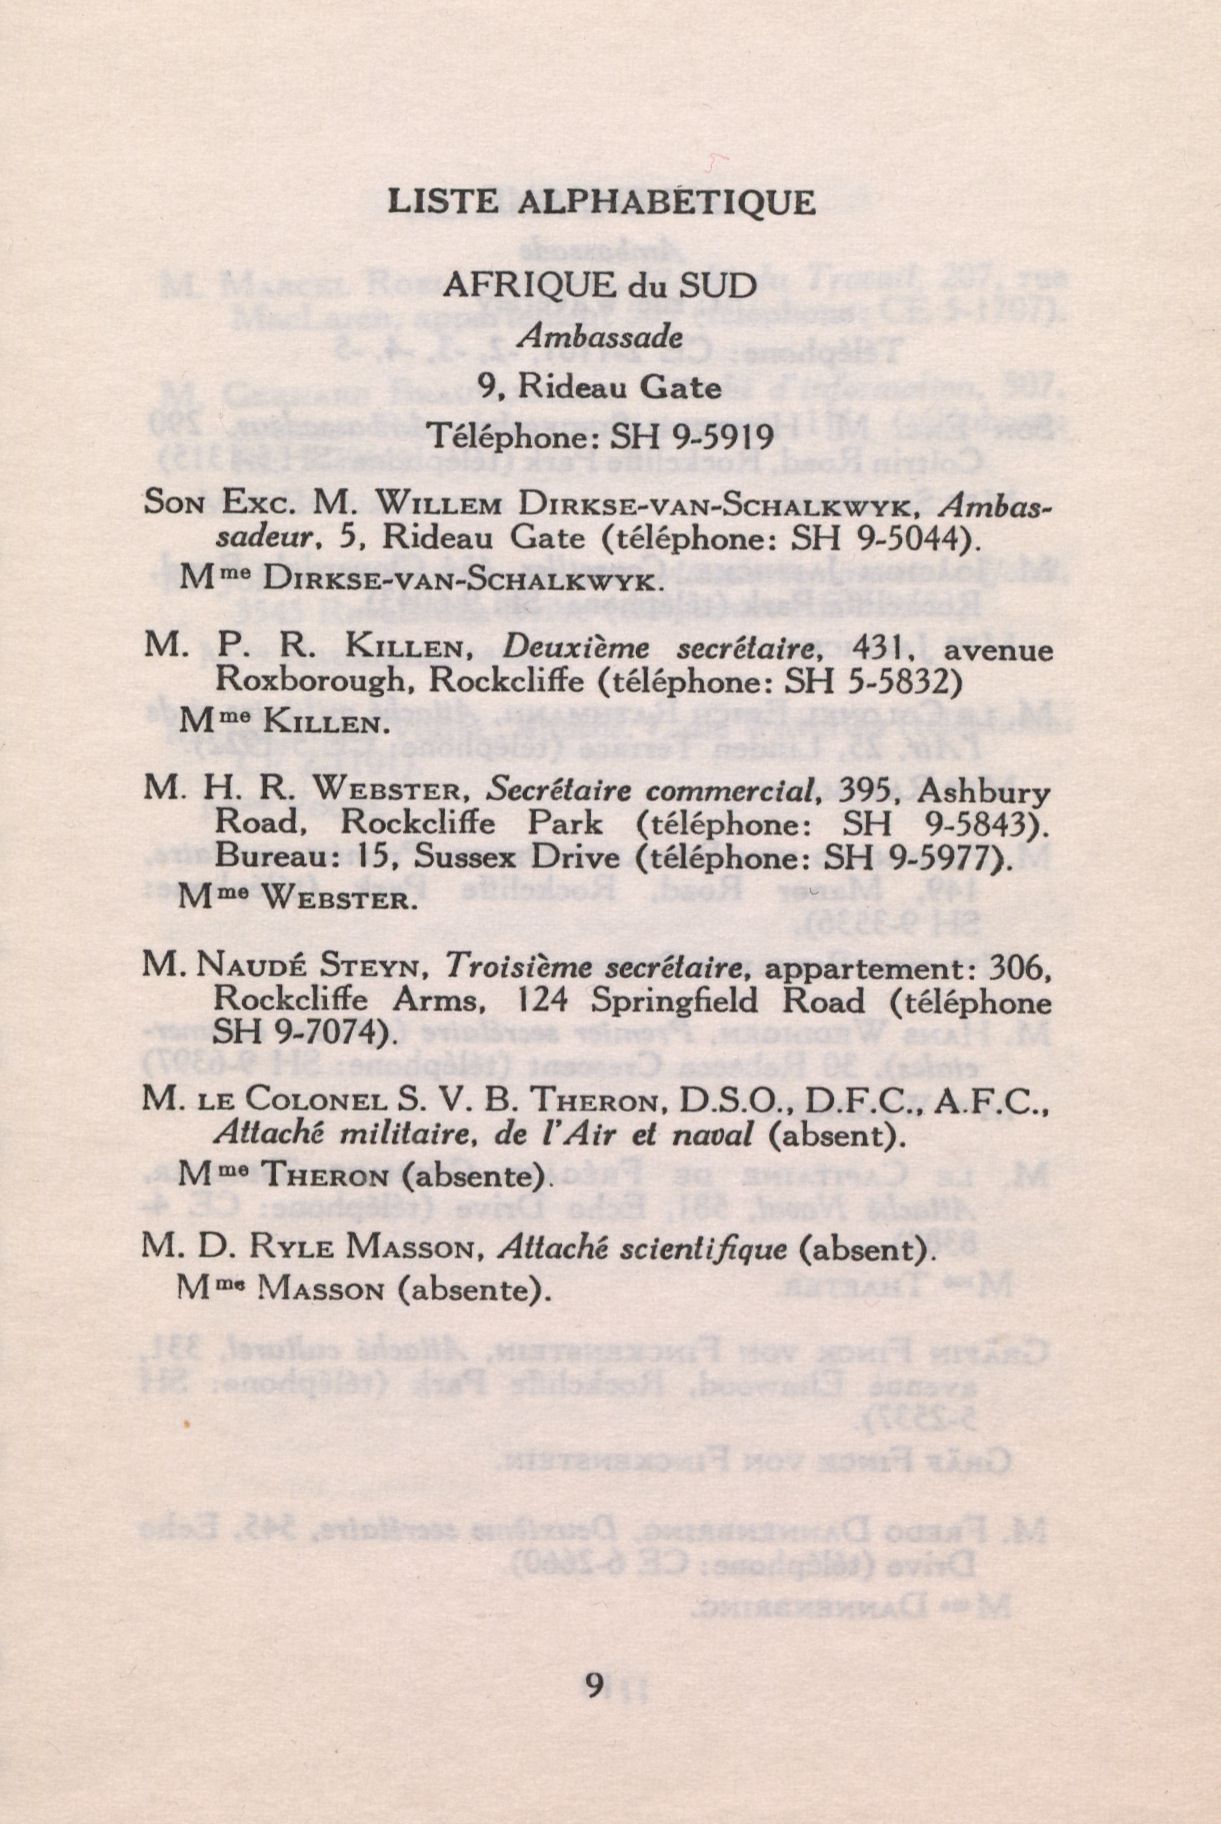 LISTE ALPHABÉTIQUE
AFRIQUE du SUD
Ambassade
9, Rideau Gate
Téléphone: SH 9-5919
SON EXC. M. WILLEM DIRKSE-VAN-SCHALKWYK, Ambas-
sadeur, 5, Rideau Gate (téléphone: SH 9-5044).
Mme DIRKSE-VAN-SCHALKWYK.
M. P. R. KILLEN, Deuxième secrétaire, 431, avenue
Roxborough, Rockcliffe (téléphone: SH 5-5832)
Mme KILLEN.
M. H. R. WEBSTER, Secrétaire commercial, 395, Ashbury
Road, Rockcliffe Park (téléphone: SH 9-5843).
Bureau: 15, Sussex Drive (téléphone: SH 9-5977).
Mme WEBSTER.
M. NAUDÉ STEYN, Troisième secrétaire, appartement: 306,
Rockcliffe Arms, 124 Springfield Road (téléphone
SH 9-7074).
M. LE COLONEL S. V. B. THERON, D.S.O., D.F.C., A.F.C.,
Attaché militaire, de l'Air et naval (absent).
Mme THERON (absente).
M. D. RYLE MASSON, Attaché scientifique (absent).
Mme MASSON (absente).
9